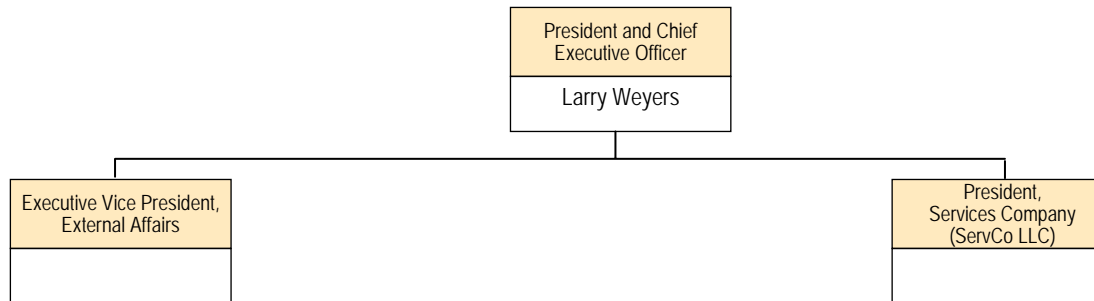 President and Chief
Executive Officer
Larry Weyers
Executive Vice President,
External Affairs
President,
Services Company
(ServCo LLC)